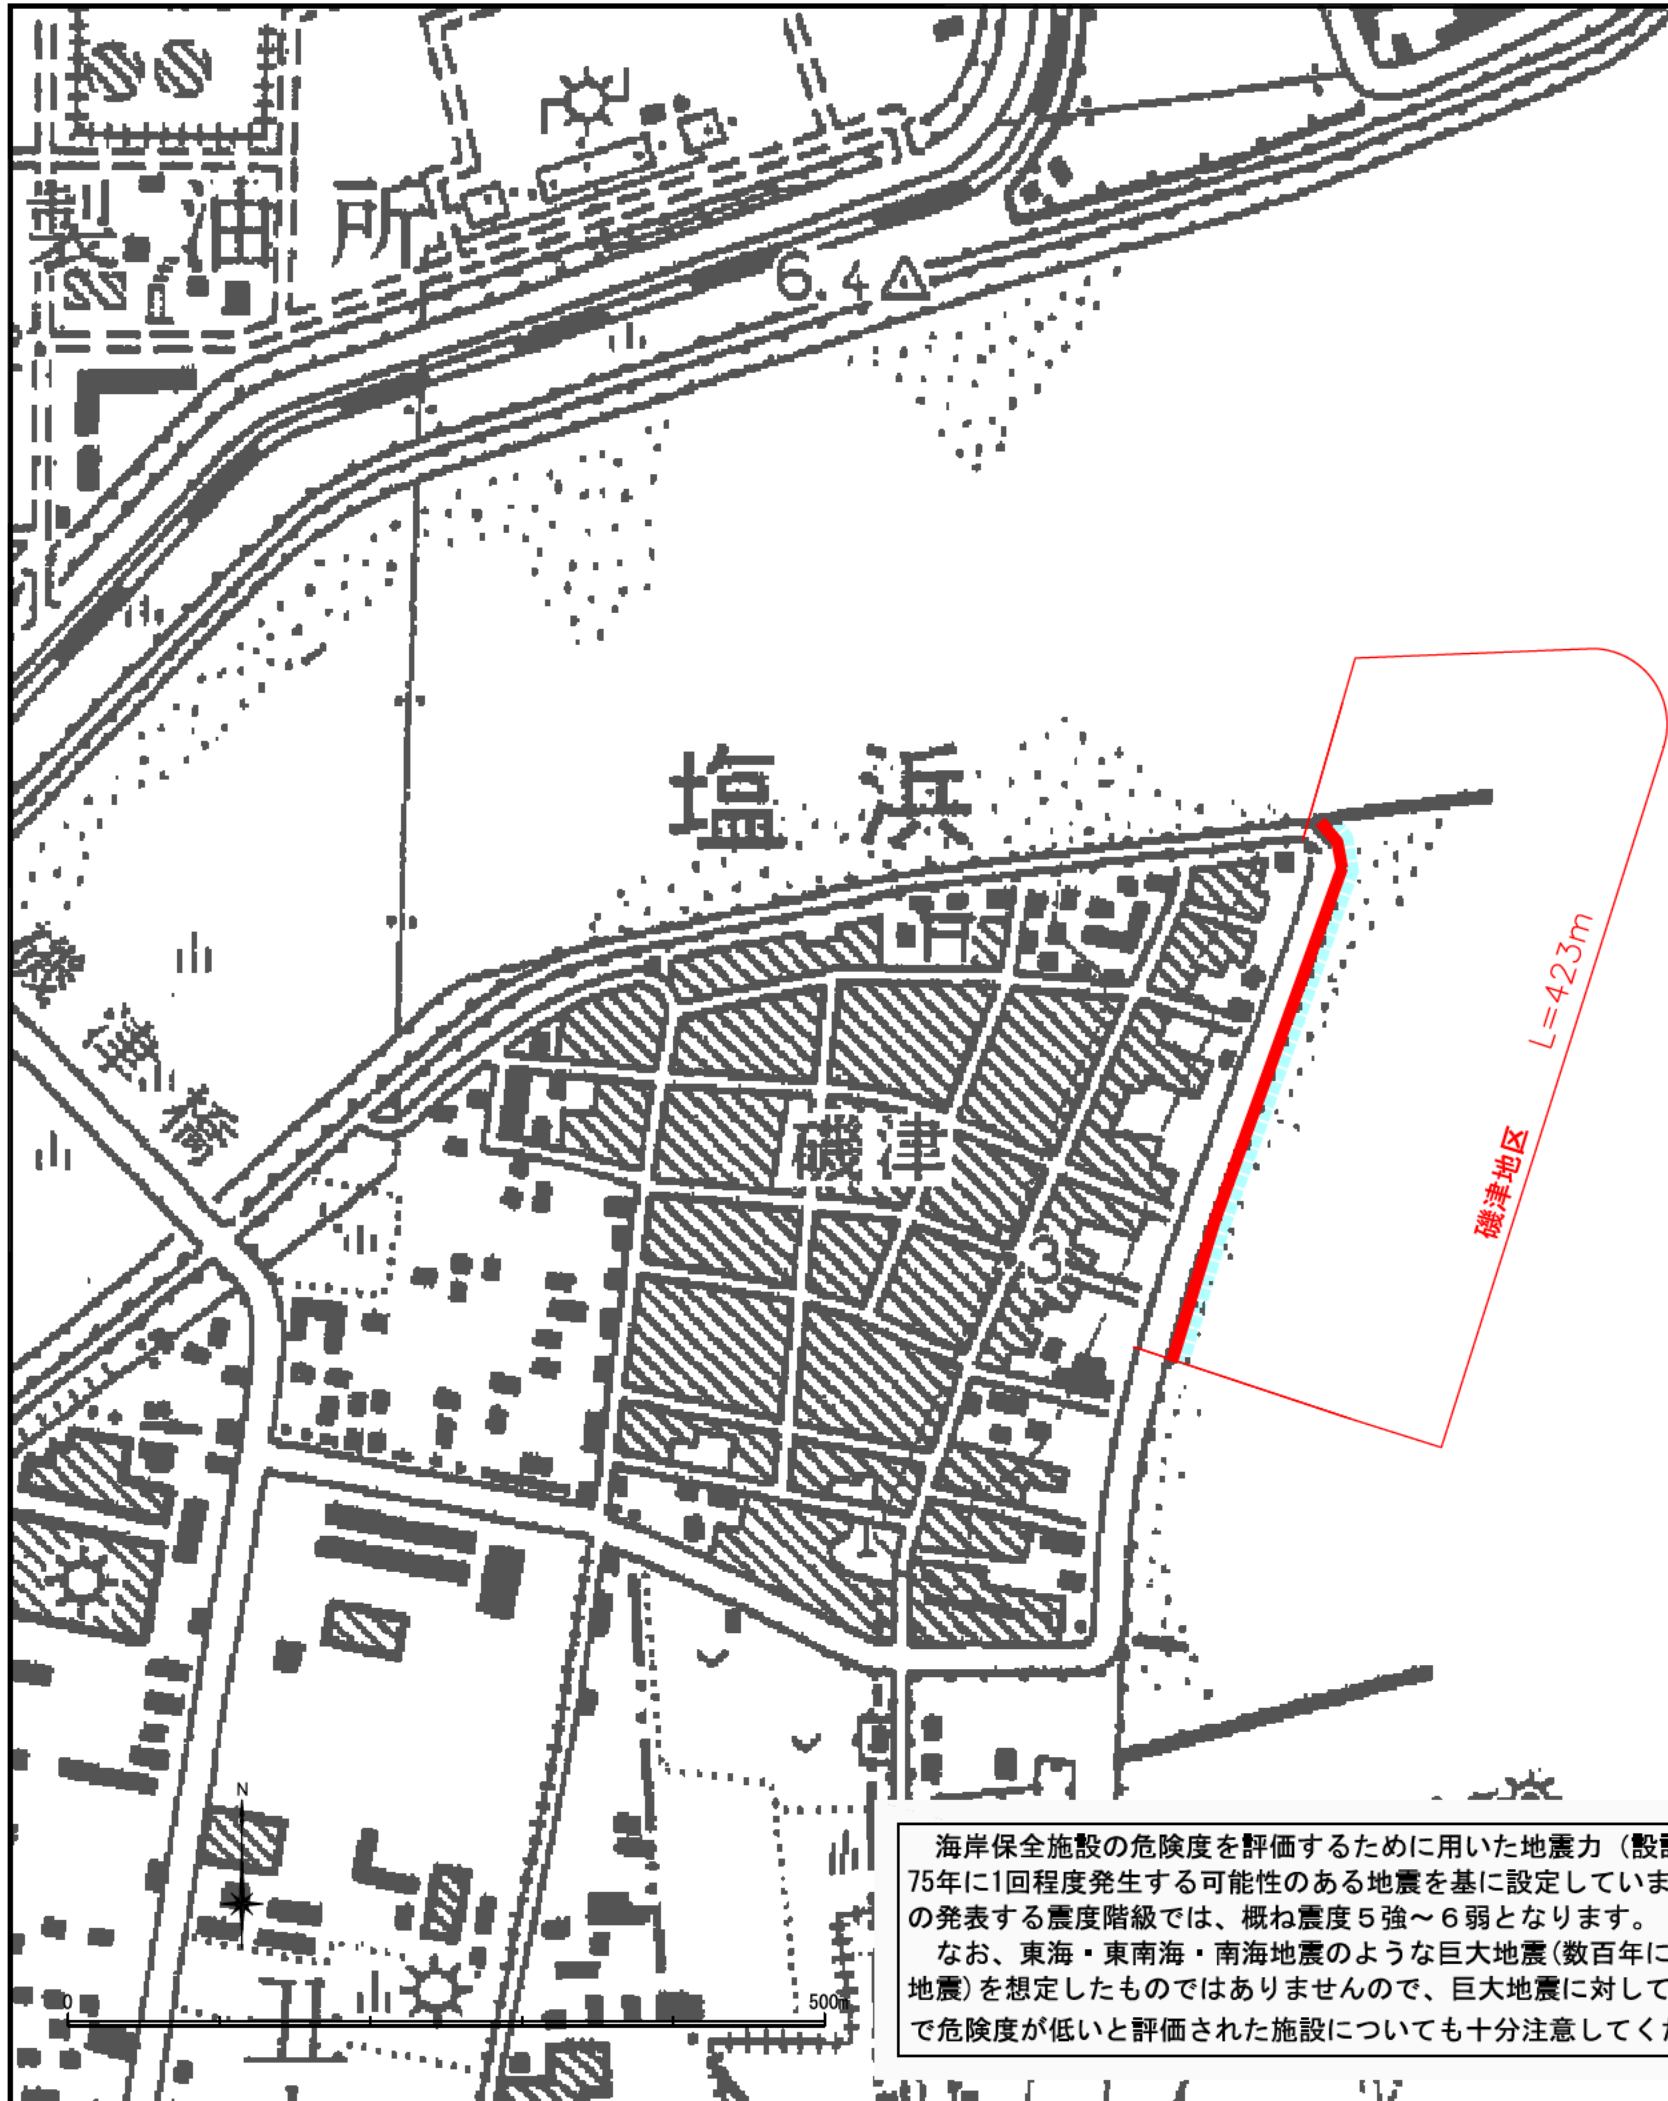 製油所
6.4
塩浜
磯津橋
磯津
3
L=423m
磯津地区
N
0
500m
海岸保全施設の危険度を評価するために用いた地震力（設
75年に1回程度発生する可能性のある地震を基に設定していま
の発表する震度階級では、概ね震度５強～６弱となります。
なお、東海・東南海・南海地震のような巨大地震(数百年に
地震)を想定したものではありませんので、巨大地震に対して
で危険度が低いと評価された施設についても十分注意してくだ